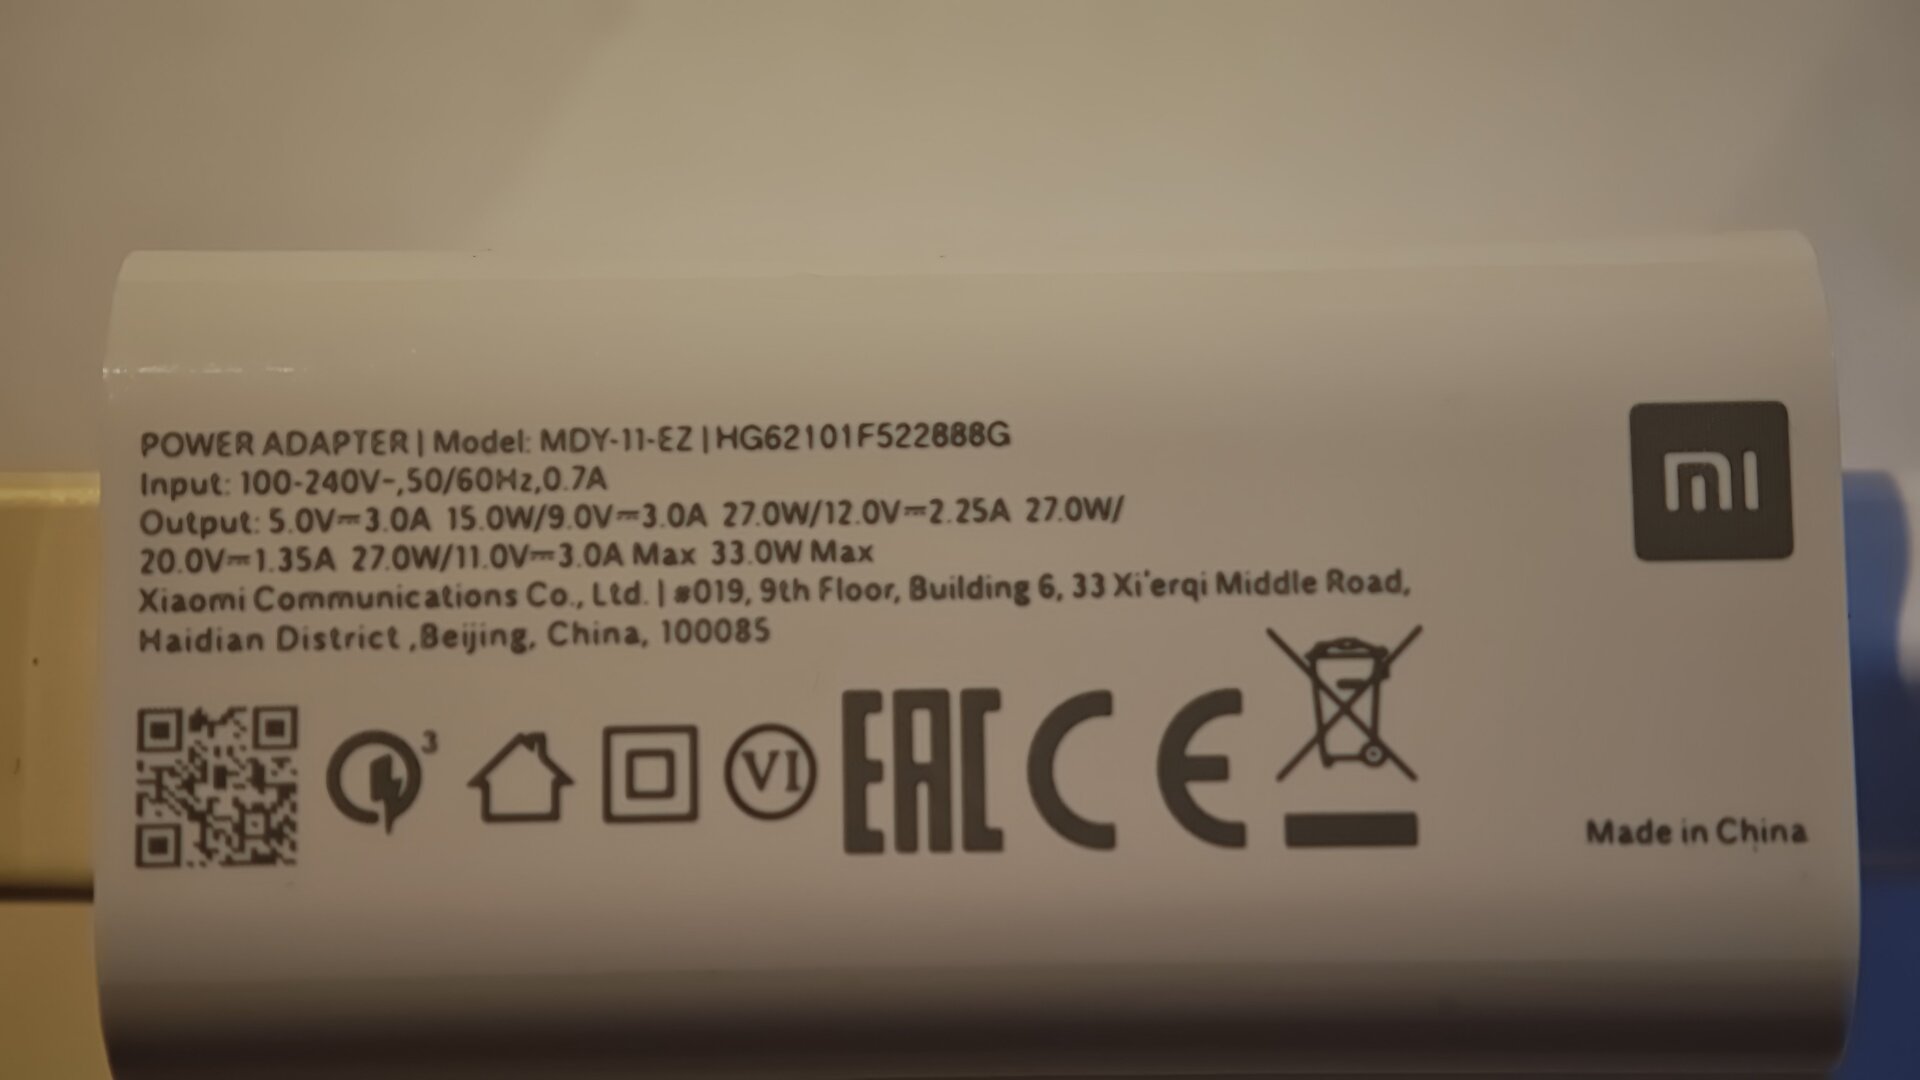 POWER ADAPTER | Model: MDY-11-EZ | HG62101F522888G
Input: 100-240V~,50/60Hz,0.7A
Output: 5.0V⎓3.0A 15.0W/9.0V⎓3.0A 27.0W/12.0V⎓2.25A 27.0W/
20.0V⎓1.35A 27.0W/11.0V⎓3.0A Max 33.0W Max
Xiaomi Communications Co., Ltd. | #019, 9th Floor, Building 6, 33 Xi'erqi Middle Road,
Haidian District ,Beijing, China, 100085
mi
3
VI
EAC
CE
Made in China